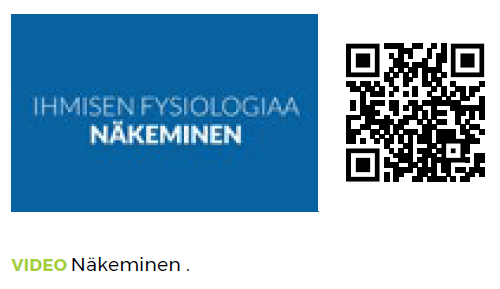 IHMISEN FYSIOLOGIAA
NÄKEMINEN
VIDEO Näkeminen .